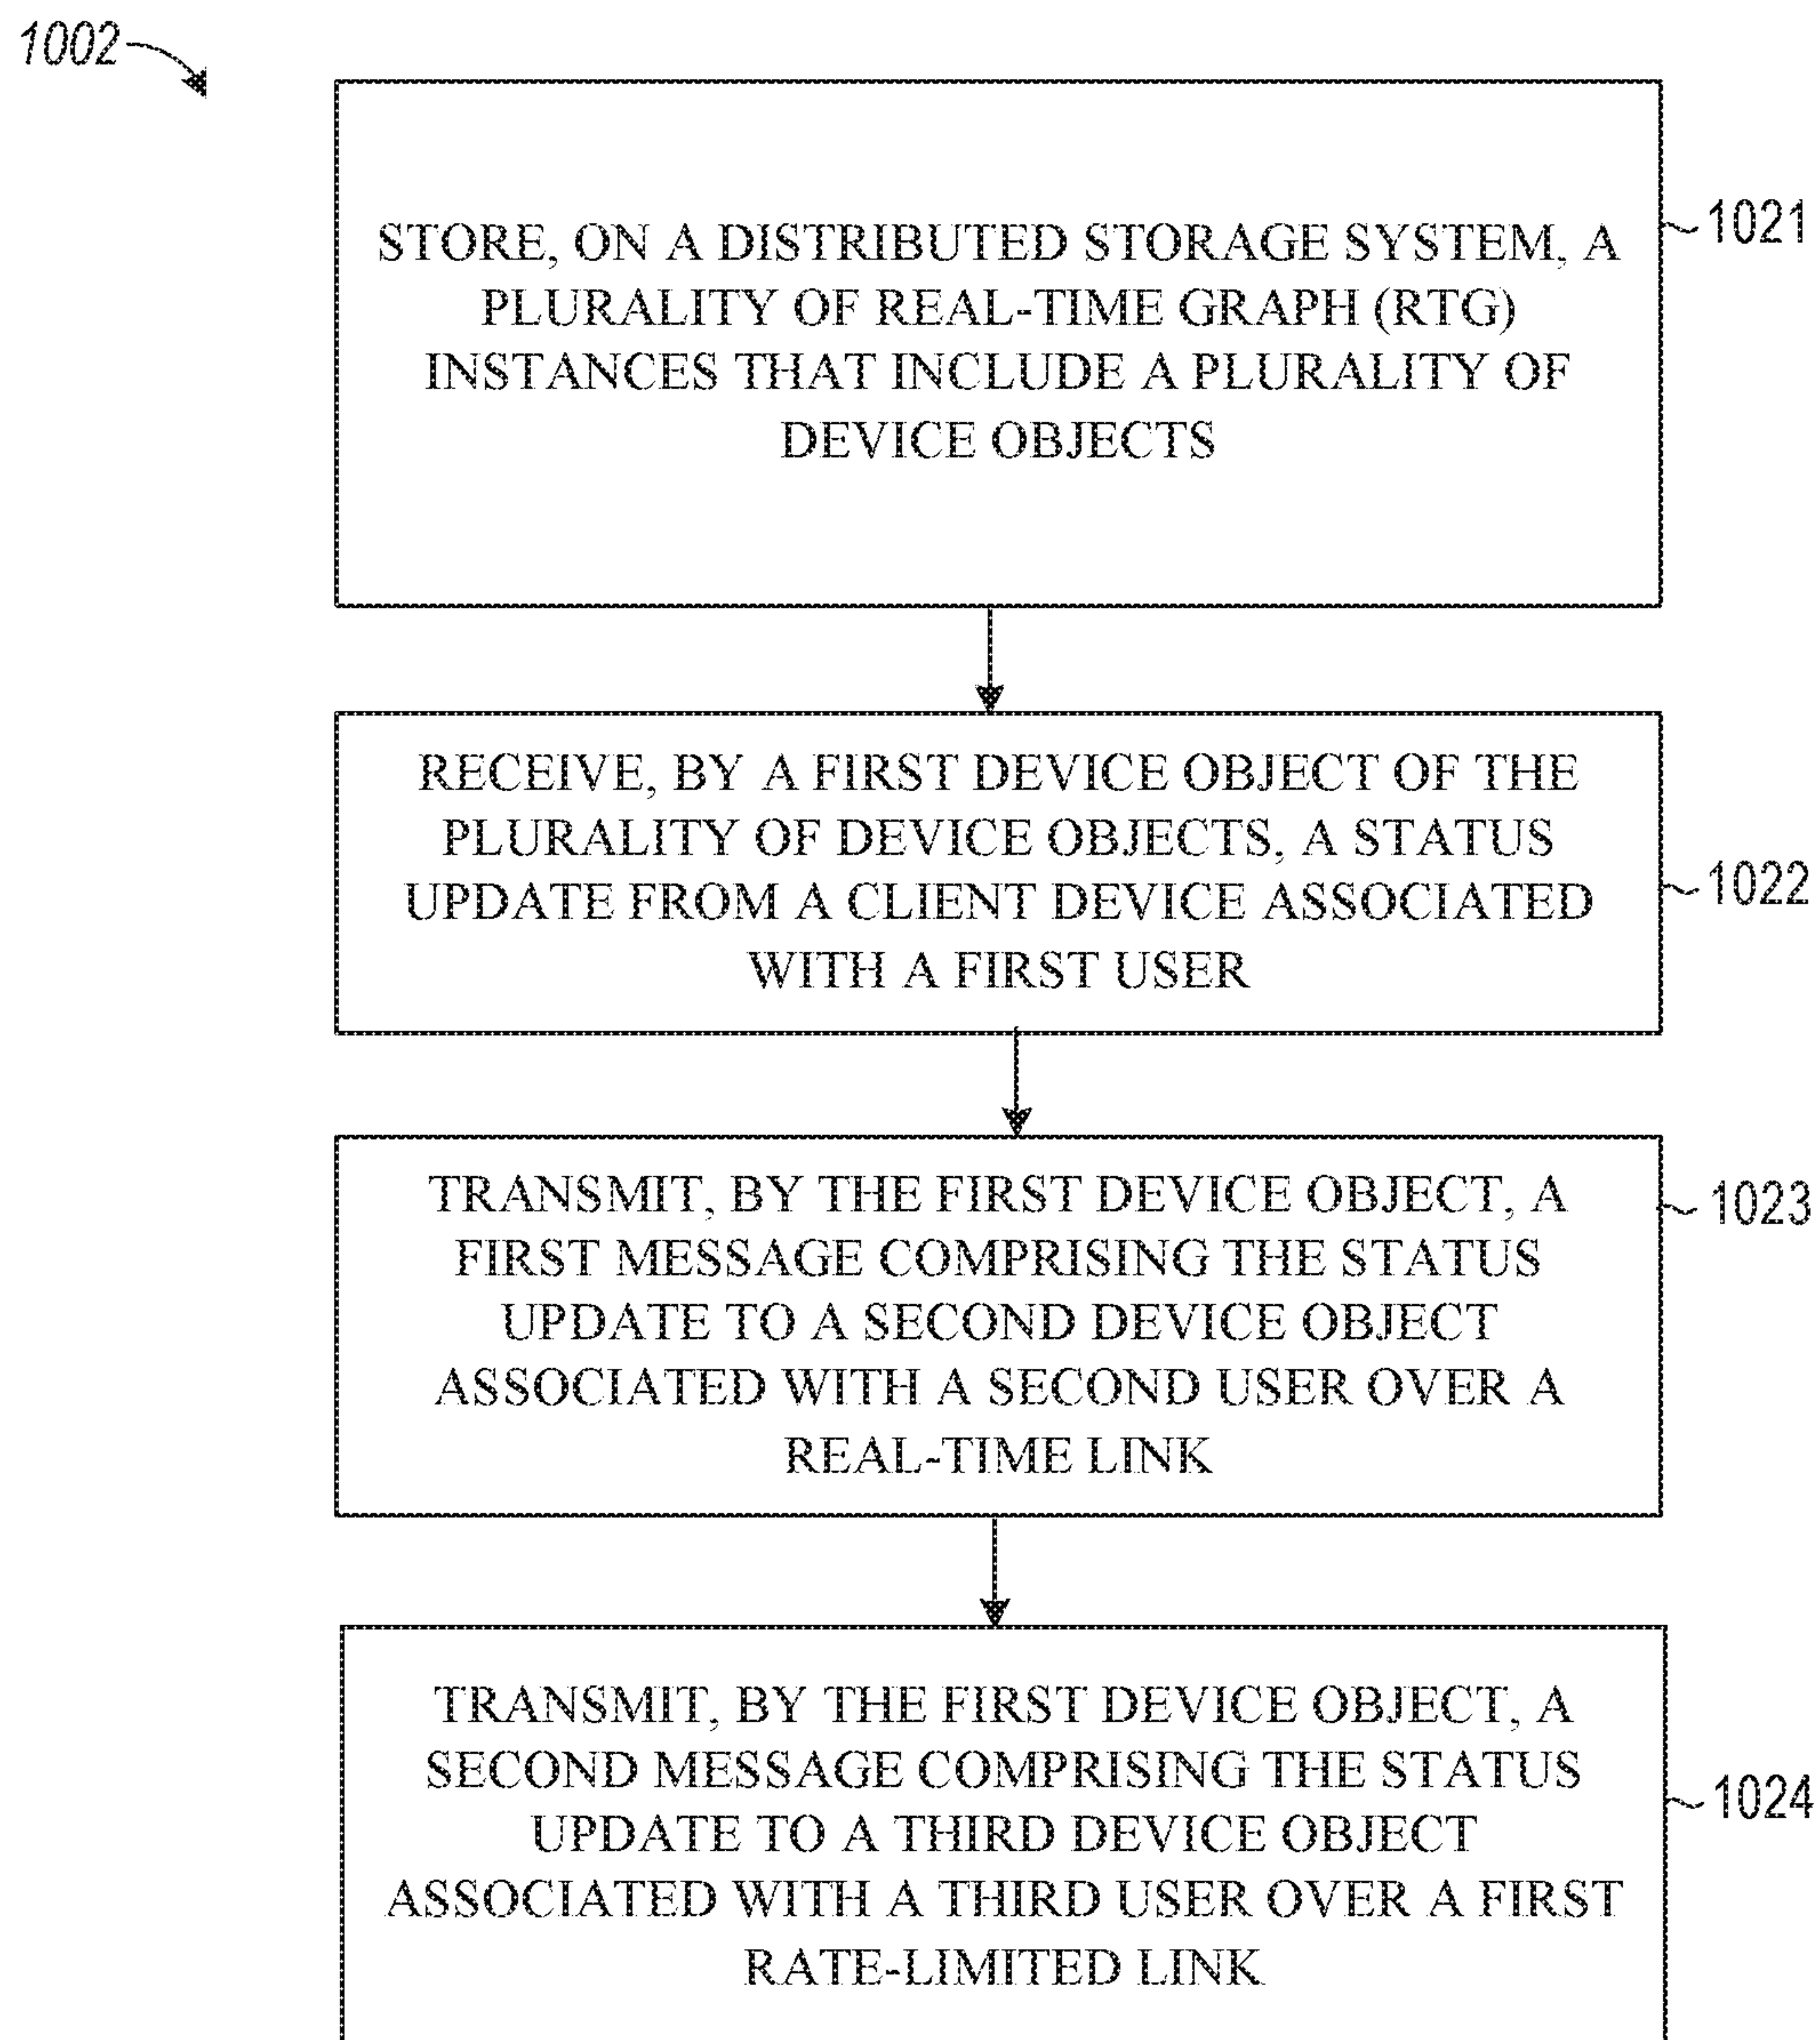 1002
STORE, ON A DISTRIBUTED STORAGE SYSTEM, A
PLURALITY OF REAL-TIME GRAPH (RTG)
INSTANCES THAT INCLUDE A PLURALITY OF
DEVICE OBJECTS
1021
RECEIVE, BY A FIRST DEVICE OBJECT OF THE
PLURALITY OF DEVICE OBJECTS, A STATUS
UPDATE FROM A CLIENT DEVICE ASSOCIATED
WITH A FIRST USER
1022
TRANSMIT, BY THE FIRST DEVICE OBJECT, A
FIRST MESSAGE COMPRISING THE STATUS
UPDATE TO A SECOND DEVICE OBJECT
ASSOCIATED WITH A SECOND USER OVER A
REAL-TIME LINK
1023
TRANSMIT, BY THE FIRST DEVICE OBJECT, A
SECOND MESSAGE COMPRISING THE STATUS
UPDATE TO A THIRD DEVICE OBJECT
ASSOCIATED WITH A THIRD USER OVER A FIRST
RATE-LIMITED LINK
1024